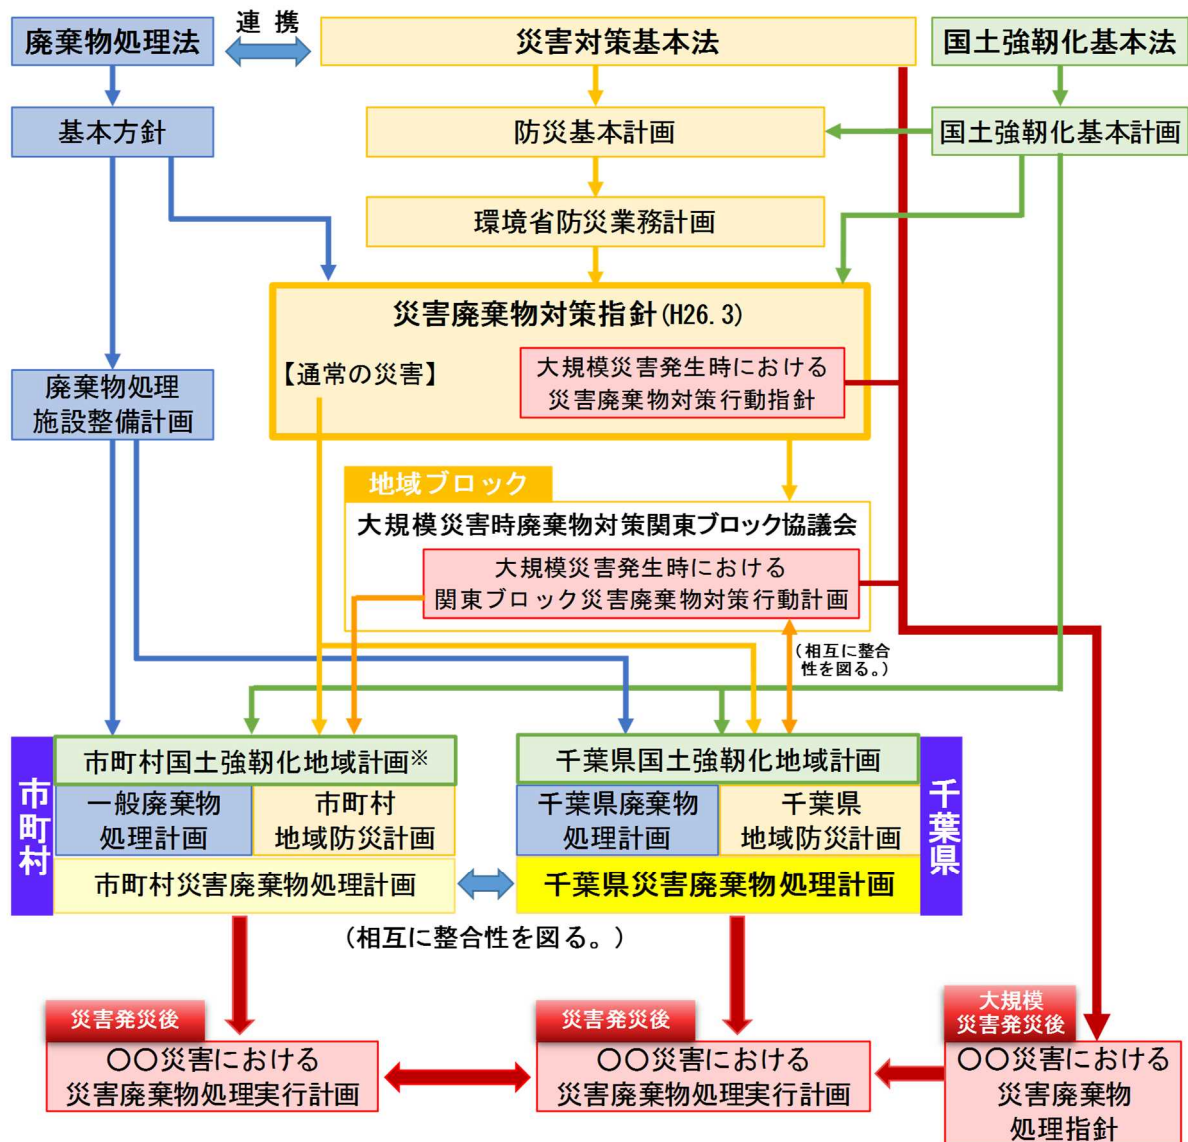 連 携
廃棄物処理法
災害対策基本法
国土強靭化基本法
基本方針
防災基本計画
国土強靭化基本計画
環境省防災業務計画
災害廃棄物対策指針(H26.3)
【通常の災害】
大規模災害発生時における
災害廃棄物対策行動指針
廃棄物処理
施設整備計画
地域ブロック
大規模災害時廃棄物対策関東ブロック協議会
大規模災害発生時における
関東ブロック災害廃棄物対策行動計画
(相互に整合
性を図る。)
市町村
市町村国土強靭化地域計画※
一般廃棄物
処理計画
市町村
地域防災計画
市町村災害廃棄物処理計画
千葉県国土強靭化地域計画
千葉県廃棄物
処理計画
千葉県
地域防災計画
千葉県災害廃棄物処理計画
千葉県
(相互に整合性を図る。)
災害発災後
〇〇災害における
災害廃棄物処理実行計画
災害発災後
〇〇災害における
災害廃棄物処理実行計画
大規模
災害発災後
〇〇災害における
災害廃棄物
処理指針